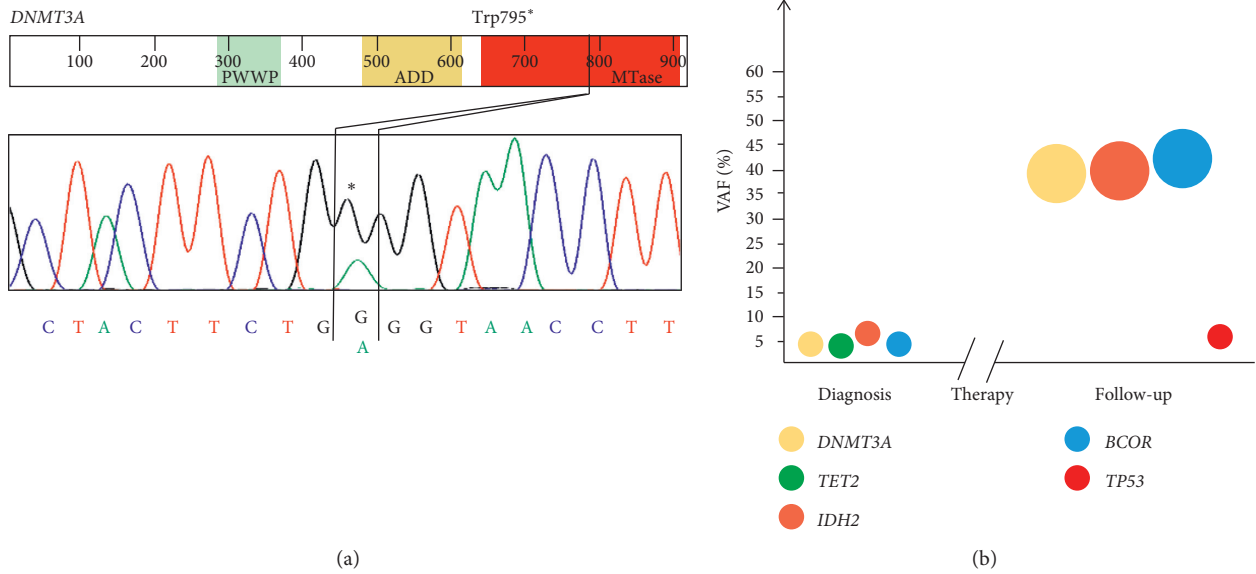 DNMT3A
Trp795*
100 200 300 400 500 600 700 800 900
PWWP ADD MTase
*
C T A C T T C T G G G G T A A C C T T
A
(a)
VAF (%)
60
55
50
45
40
35
30
25
20
15
10
5
Diagnosis Therapy Follow-up
DNMT3A
TET2
IDH2
BCOR
TP53
(b)